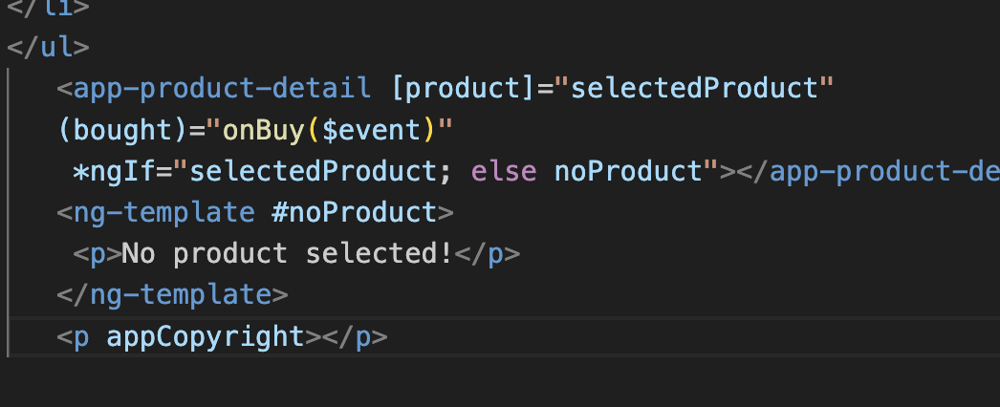 </li>
</ul>
<app-product-detail [product]="selectedProduct"
(bought)="onBuy($event)"
*ngIf="selectedProduct; else noProduct"></app-product-de
<ng-template #noProduct>
<p>No product selected!</p>
</ng-template>
<p appCopyright></p>